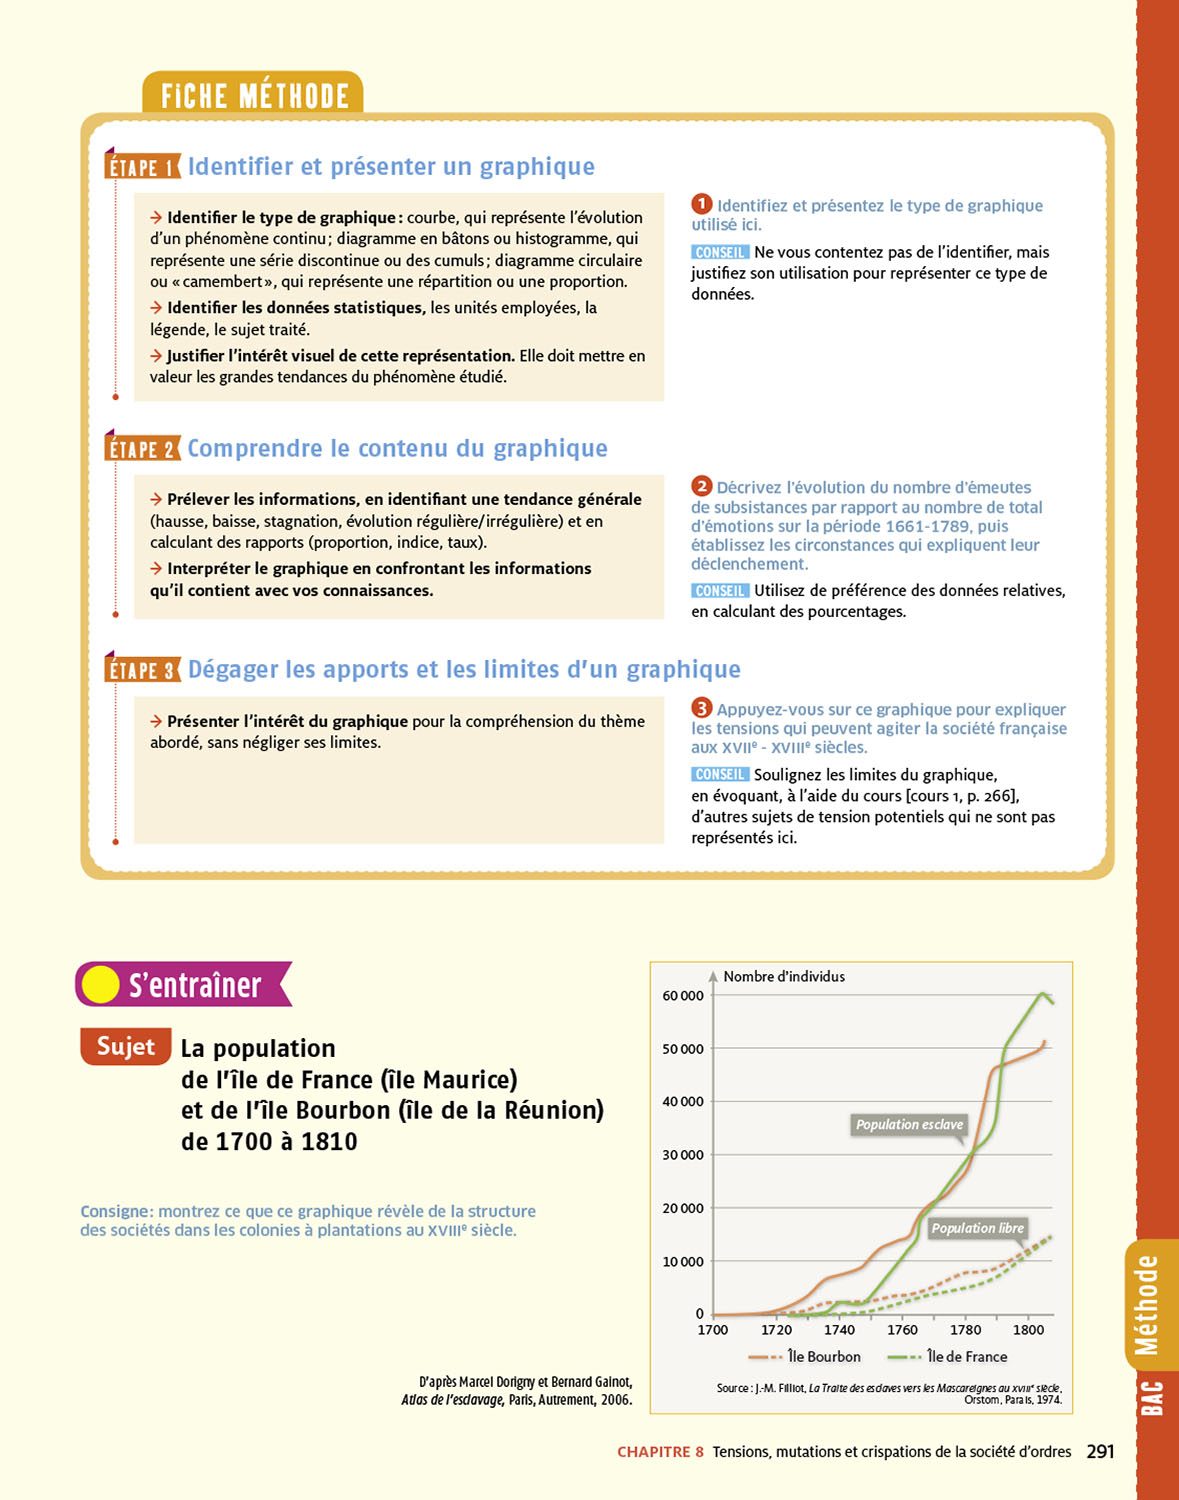 FiCHE MÉTHODE
ÉTAPE 1 Identifier et présenter un graphique
→ Identifier le type de graphique : courbe, qui représente l'évolution
d'un phénomène continu ; diagramme en bâtons ou histogramme, qui
représente une série discontinue ou des cumuls ; diagramme circulaire
ou « camembert », qui représente une répartition ou une proportion.
→ Identifier les données statistiques, les unités employées, la
légende, le sujet traité.
→ Justifier l'intérêt visuel de cette représentation. Elle doit mettre en
valeur les grandes tendances du phénomène étudié.
1 Identifiez et présentez le type de graphique
utilisé ici.
CONSEIL Ne vous contentez pas de l'identifier, mais
justifiez son utilisation pour représenter ce type de
données.
ÉTAPE 2 Comprendre le contenu du graphique
→ Prélever les informations, en identifiant une tendance générale
(hausse, baisse, stagnation, évolution régulière/irrégulière) et en
calculant des rapports (proportion, indice, taux).
→ Interpréter le graphique en confrontant les informations
qu'il contient avec vos connaissances.
2 Décrivez l'évolution du nombre d'émeutes
de subsistances par rapport au nombre de total
d'émotions sur la période 1661-1789, puis
établissez les circonstances qui expliquent leur
déclenchement.
CONSEIL Utilisez de préférence des données relatives,
en calculant des pourcentages.
ÉTAPE 3 Dégager les apports et les limites d'un graphique
→ Présenter l'intérêt du graphique pour la compréhension du thème
abordé, sans négliger ses limites.
3 Appuyez-vous sur ce graphique pour expliquer
les tensions qui peuvent agiter la société française
aux XVIIe - XVIIIe siècles.
CONSEIL Soulignez les limites du graphique,
en évoquant, à l'aide du cours [cours 1, p. 266],
d'autres sujets de tension potentiels qui ne sont pas
représentés ici.
S'entraîner
Sujet La population
de l'île de France (île Maurice)
et de l'île Bourbon (île de la Réunion)
de 1700 à 1810
Consigne : montrez ce que ce graphique révèle de la structure
des sociétés dans les colonies à plantations au XVIIIe siècle.
D'après Marcel Dorigny et Bernard Gainot,
Atlas de l'esclavage, Paris, Autrement, 2006.
Nombre d'individus
60 000
50 000
40 000
30 000
20 000
10 000
0
Population esclave
Population libre
1700 1720 1740 1760 1780 1800
Île Bourbon Île de France
Source : J.-M. Filliot, La Traite des esclaves vers les Mascareignes au XVIIIe siècle,
Orstom, Parais, 1974.
Méthode
BAC
CHAPITRE 8 Tensions, mutations et crispations de la société d'ordres 291